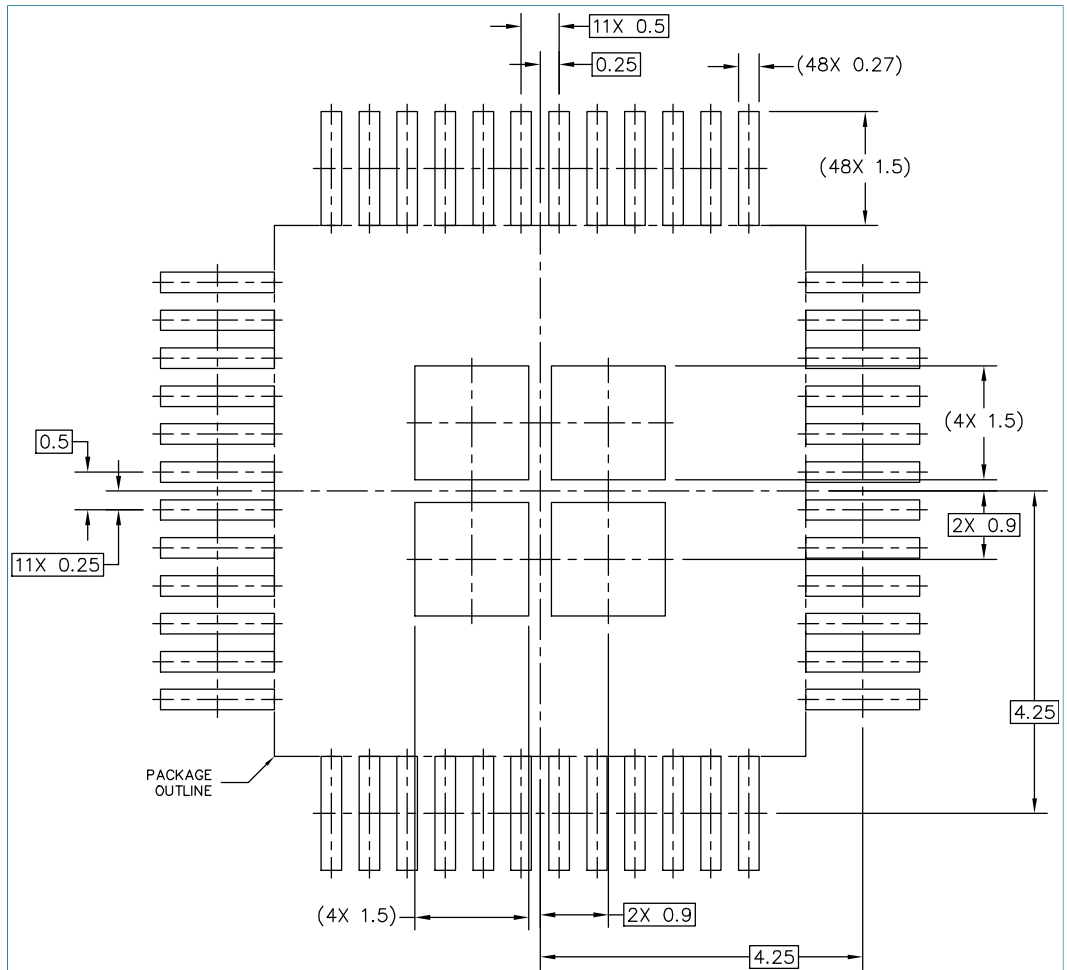 11X 0.5
0.25
(48X 0.27)
(48X 1.5)
(4X 1.5)
0.5
2X 0.9
11X 0.25
4.25
PACKAGE
OUTLINE
(4X 1.5)
2X 0.9
4.25